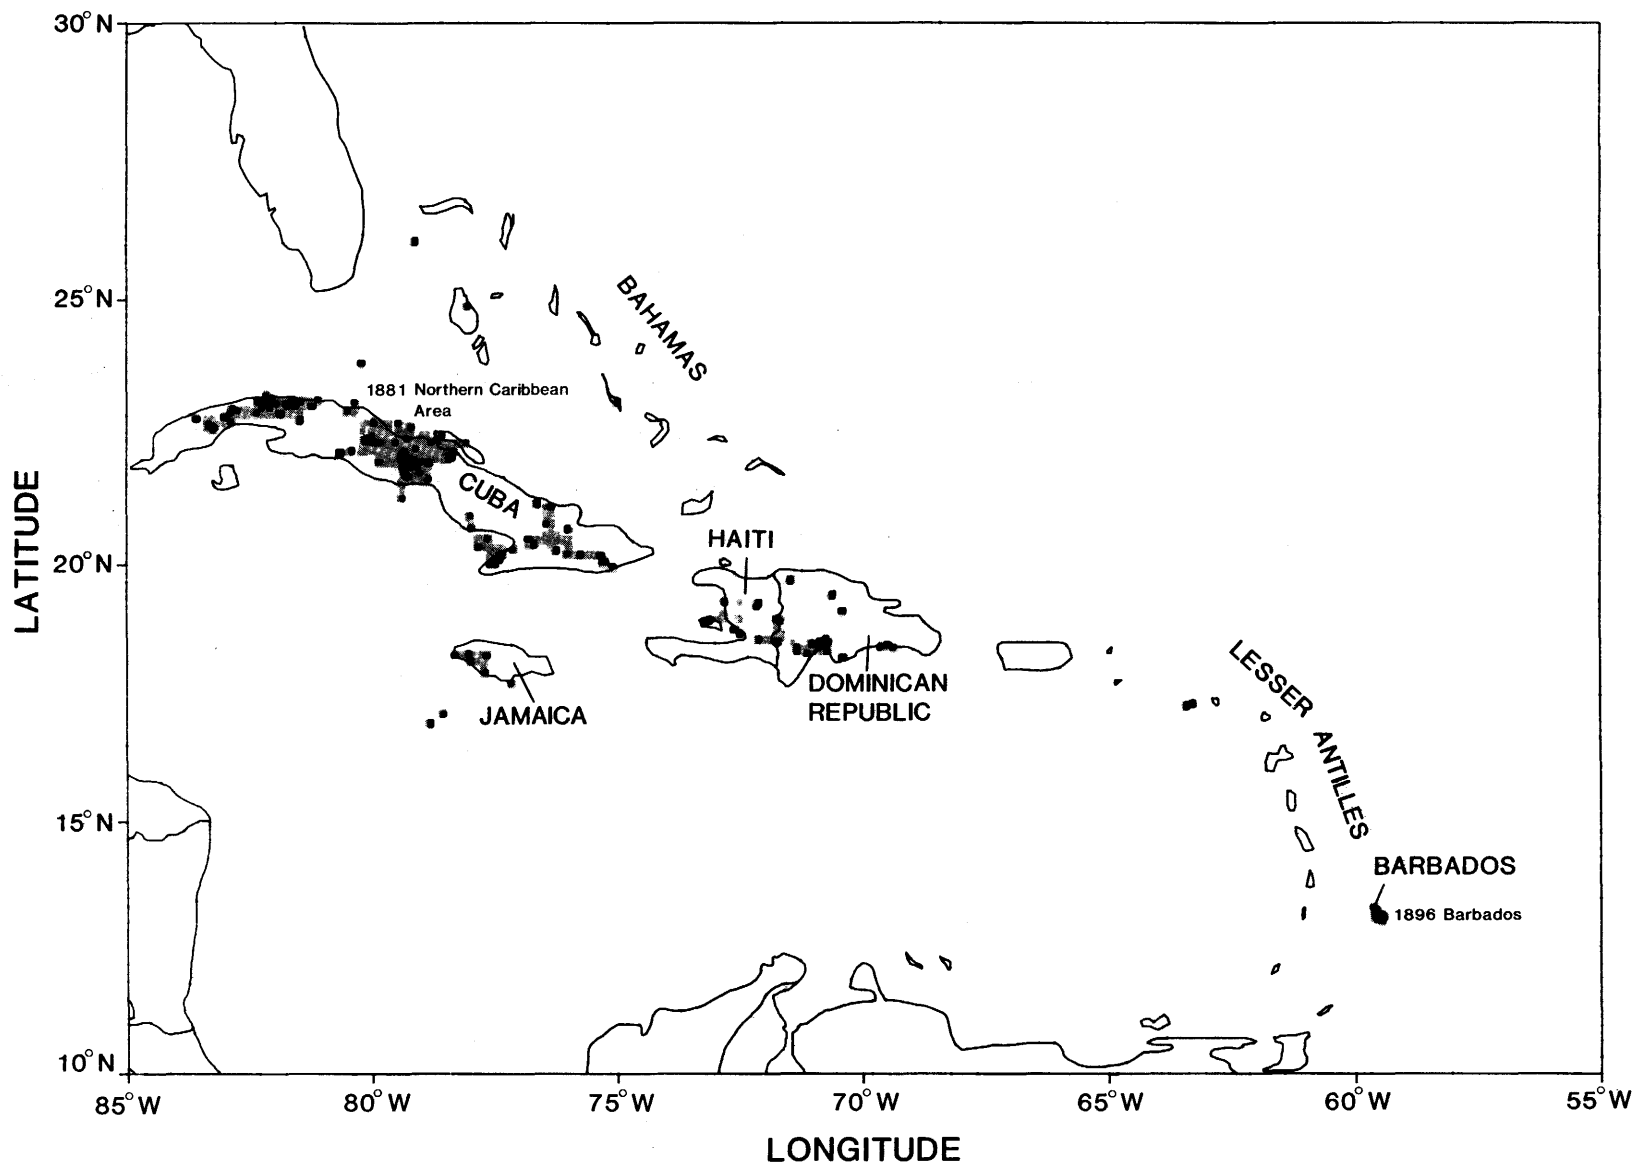 30°N
25°N
20°N
15°N
10°N
LATITUDE
BAHAMAS
1881 Northern Caribbean
Area
CUBA
HAITI
JAMAICA
DOMINICAN
REPUBLIC
LESSER ANTILLES
BARBADOS
1896 Barbados
85°W
80°W
75°W
70°W
65°W
60°W
55°W
LONGITUDE